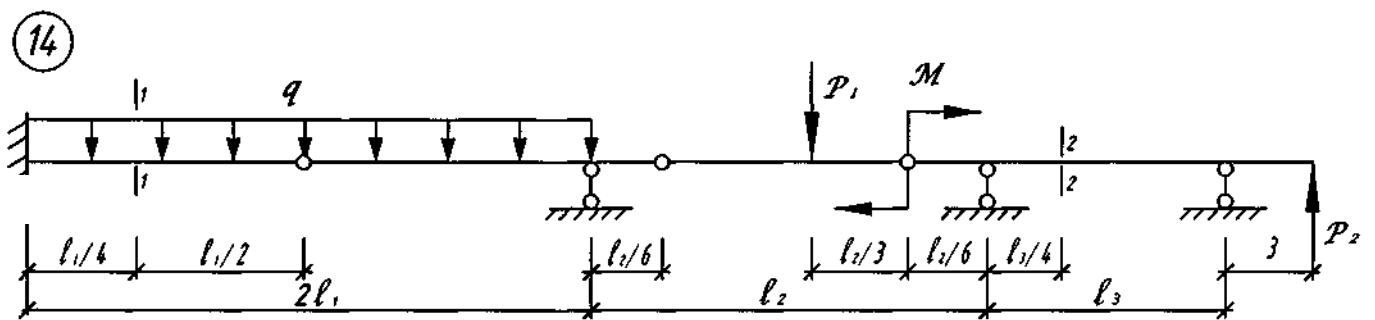 14
1 q P₁ M 2
1 2
P₂
l₁/4 l₁/2 l₂/6 l₂/3 l₂/6 l₃/4 3
2l₁ l₂ l₃